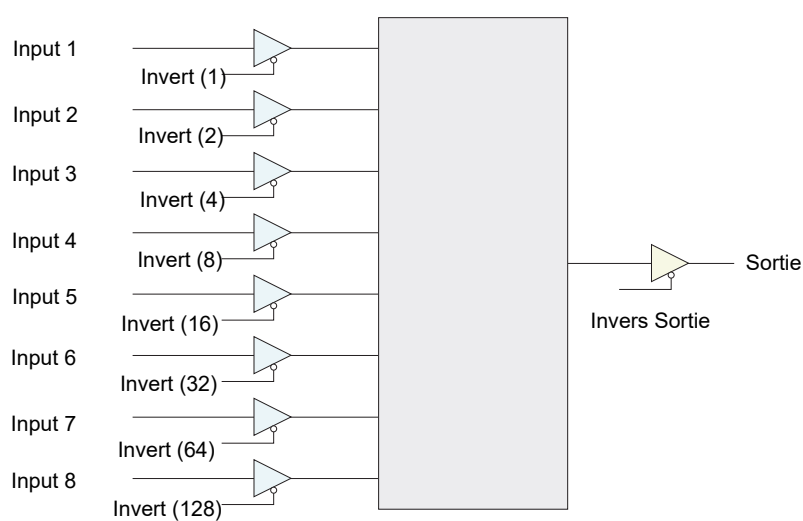 Input 1
Invert (1)
Input 2
Invert (2)
Input 3
Invert (4)
Input 4
Invert (8)
Input 5
Invert (16)
Input 6
Invert (32)
Input 7
Invert (64)
Input 8
Invert (128)
Sortie
Invers Sortie